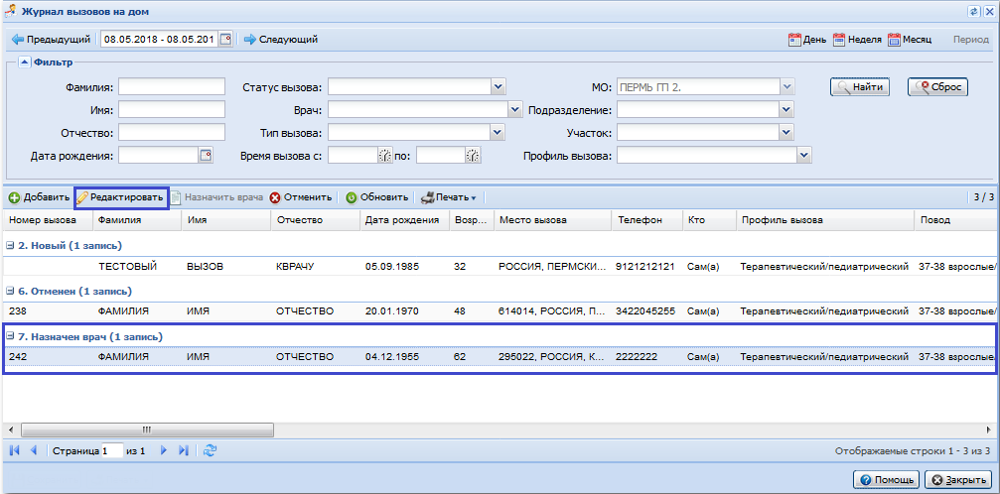 Журнал вызовов на дом
Предыдущий 08.05.2018 - 08.05.201 Следующий День Неделя Месяц Период
Фильтр
Фамилия: Статус вызова: МО: ПЕРМЬ ГП 2. Найти Сброс
Имя: Врач: Подразделение:
Отчество: Тип вызова: Участок:
Дата рождения: Время вызова с: по: Профиль вызова:
Добавить Редактировать Назначить врача Отменить Обновить Печать 3 / 3
Номер вызова Фамилия Имя Отчество Дата рождения Возр... Место вызова Телефон Кто Профиль вызова Повод
2. Новый (1 запись)
ТЕСТОВЫЙ ВЫЗОВ КВРАЧУ 05.09.1985 32 РОССИЯ, ПЕРМСКИ... 9121212121 Сам(а) Терапевтический/педиатрический 37-38 взрослые/
6. Отменен (1 запись)
238 ФАМИЛИЯ ИМЯ ОТЧЕСТВО 20.01.1970 48 614014, РОССИЯ, П... 3422045255 Сам(а) Терапевтический/педиатрический 37-38 взрослые/
7. Назначен врач (1 запись)
242 ФАМИЛИЯ ИМЯ ОТЧЕСТВО 04.12.1955 62 295022, РОССИЯ, К... 2222222 Сам(а) Терапевтический/педиатрический 37-38 взрослые/
Страница 1 из 1 Отображаемые строки 1 - 3 из 3
Помощь Закрыть